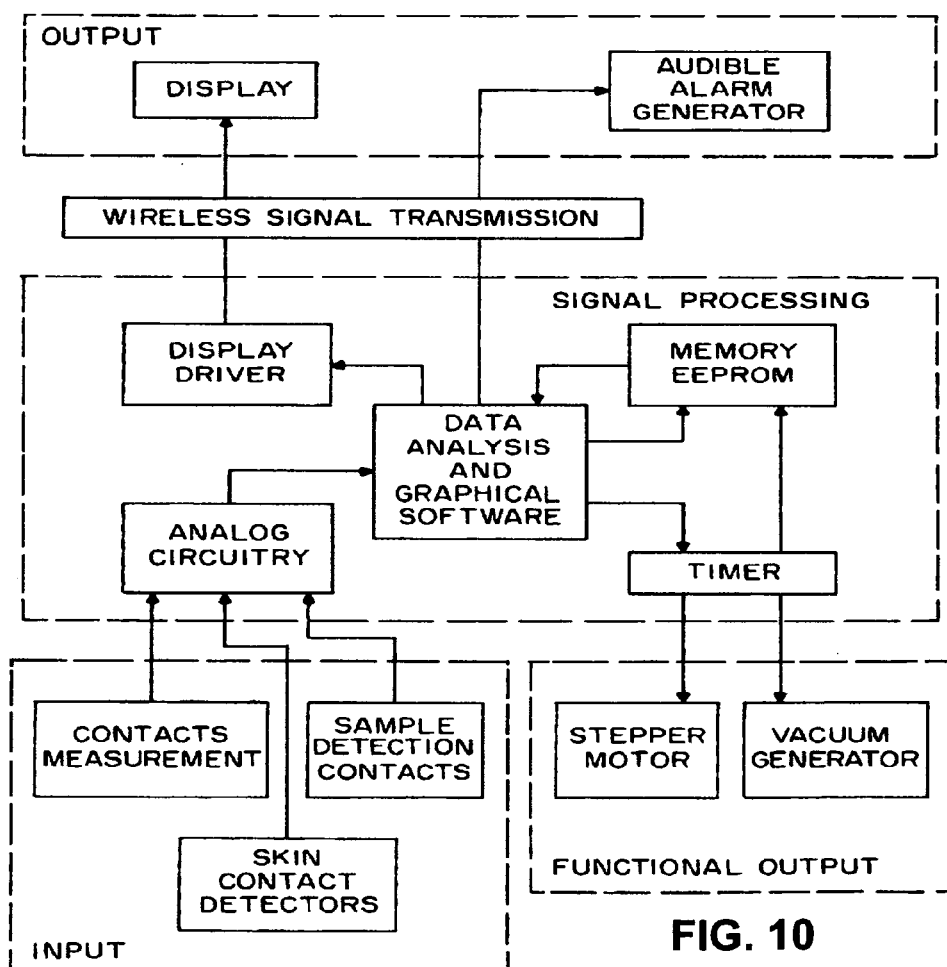 OUTPUT
DISPLAY
AUDIBLE
ALARM
GENERATOR
WIRELESS SIGNAL TRANSMISSION
SIGNAL PROCESSING
DISPLAY
DRIVER
MEMORY
EEPROM
DATA
ANALYSIS
AND
GRAPHICAL
SOFTWARE
ANALOG
CIRCUITRY
TIMER
CONTACTS
MEASUREMENT
SAMPLE
DETECTION
CONTACTS
SKIN
CONTACT
DETECTORS
INPUT
STEPPER
MOTOR
VACUUM
GENERATOR
FUNCTIONAL OUTPUT
FIG. 10